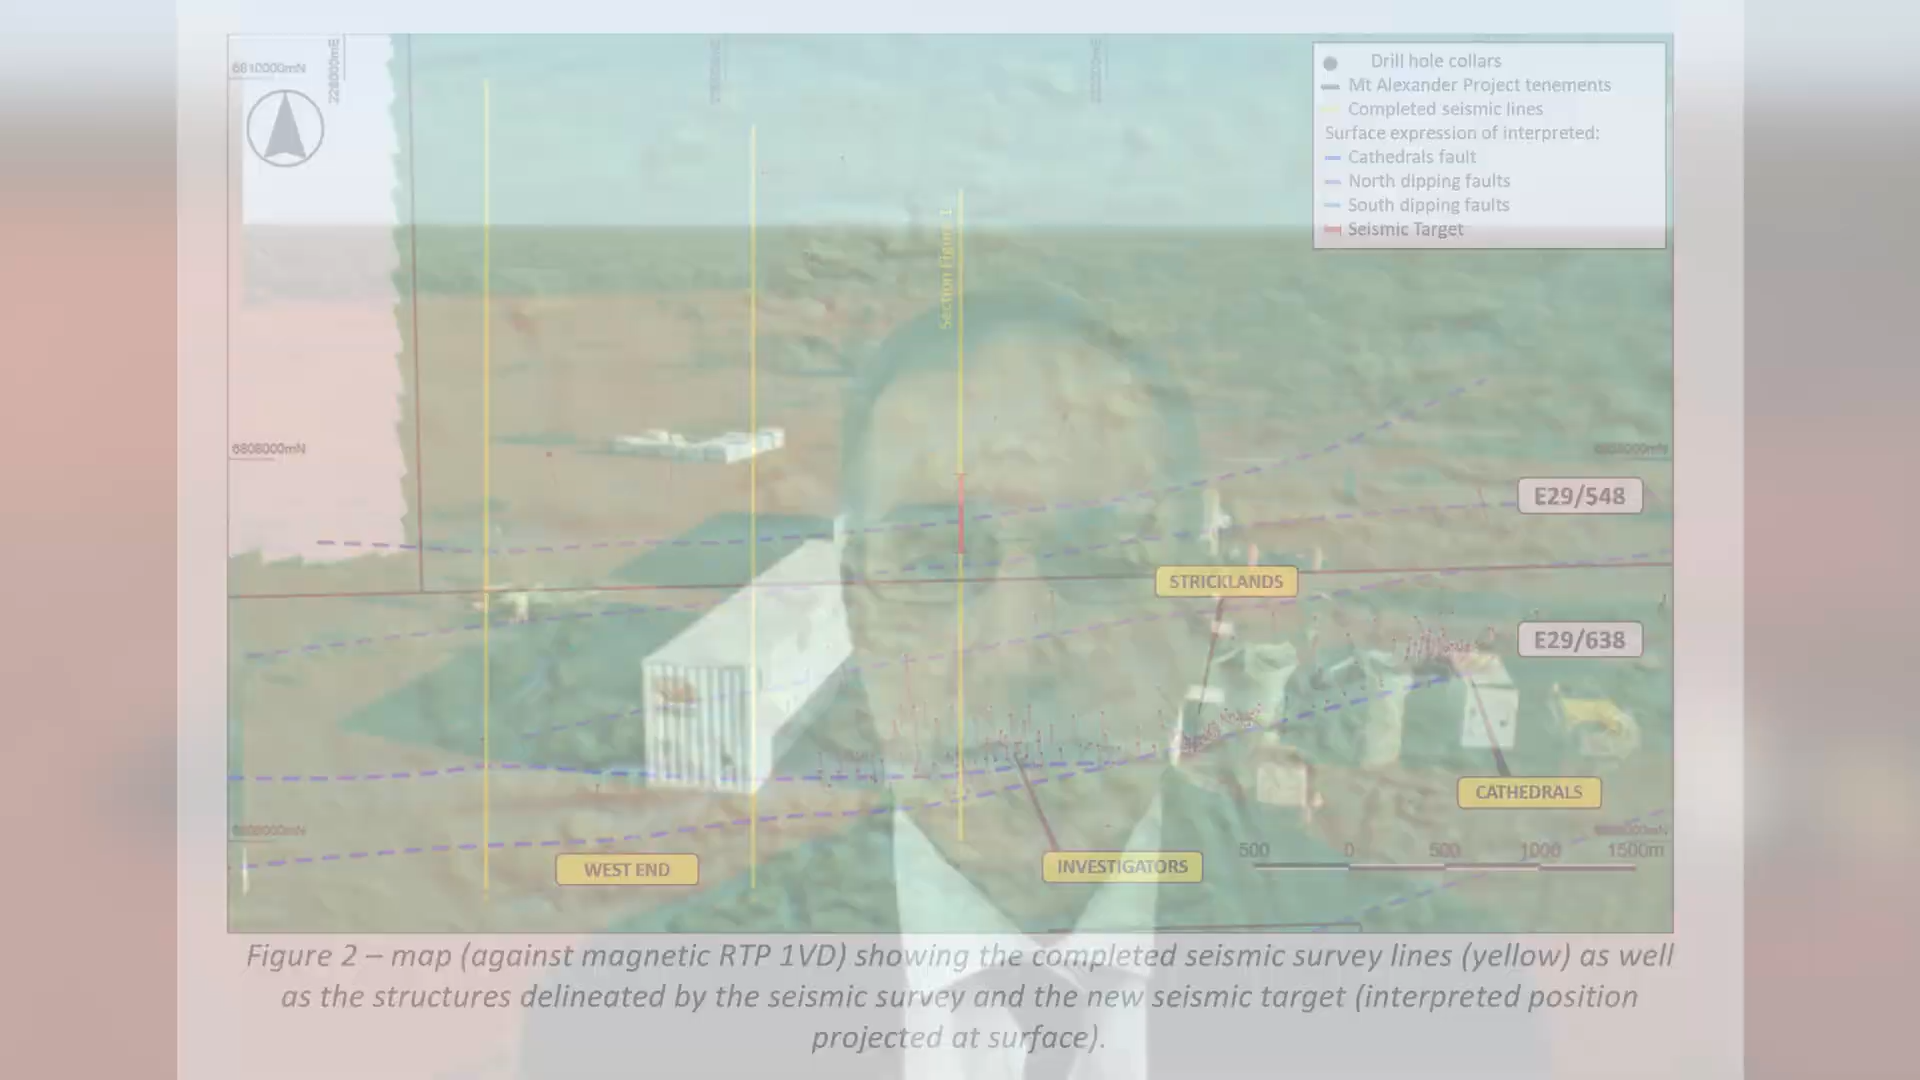 6810000mN
228000mE
Drill hole collars
Mt Alexander Project tenements
Completed seismic lines
Surface expression of interpreted:
Cathedrals fault
North dipping faults
South dipping faults
Seismic Target
Section Figure 1
6808000mN
E29/548
STRICKLANDS
E29/638
CATHEDRALS
500 0 500 1000 1500m
WEST END
INVESTIGATORS
Figure 2 – map (against magnetic RTP 1VD) showing the completed seismic survey lines (yellow) as well
as the structures delineated by the seismic survey and the new seismic target (interpreted position
projected at surface).